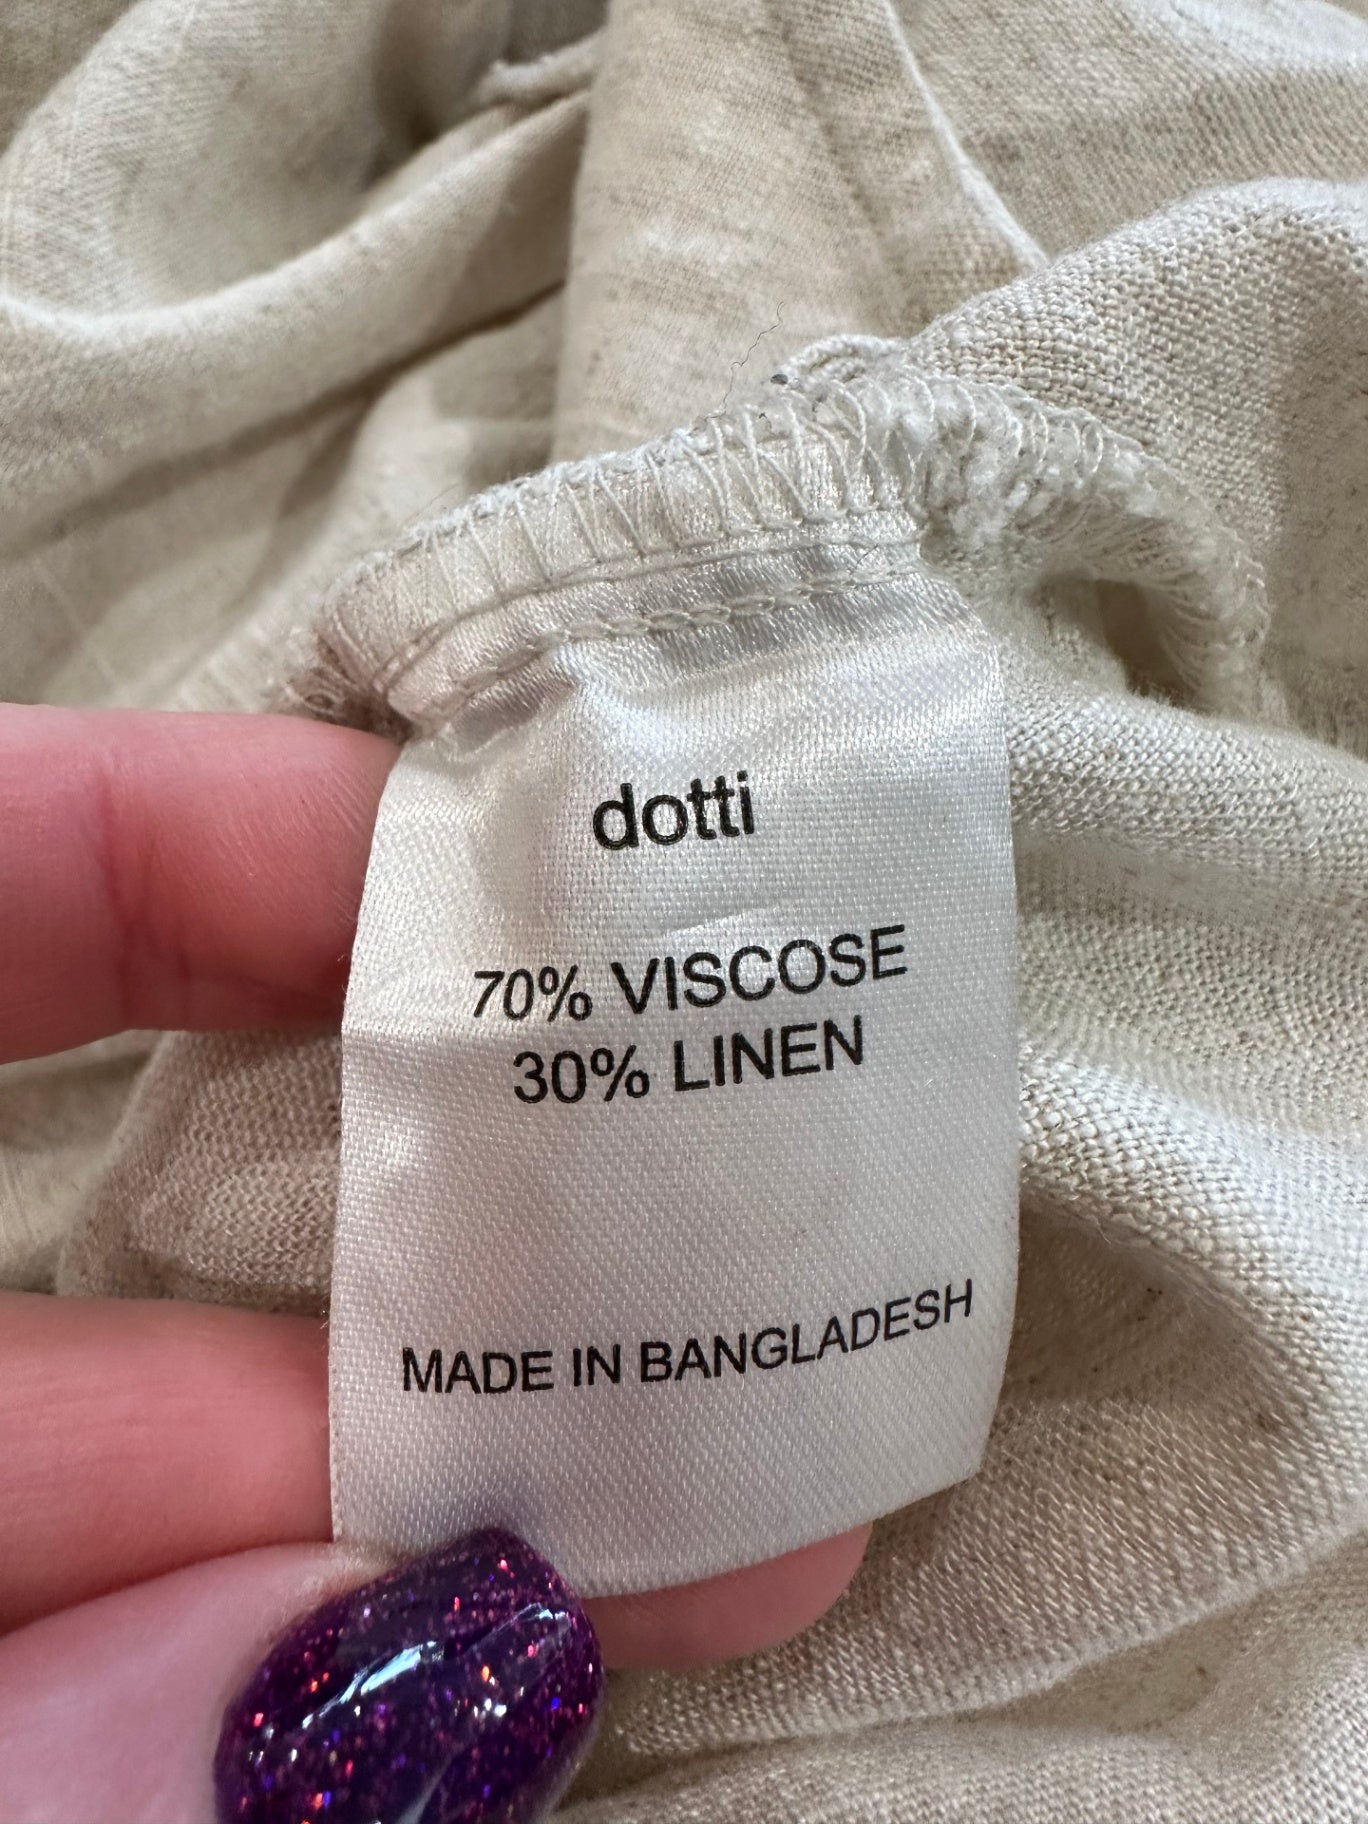 dotti
70% VISCOSE
30% LINEN
MADE IN BANGLADESH